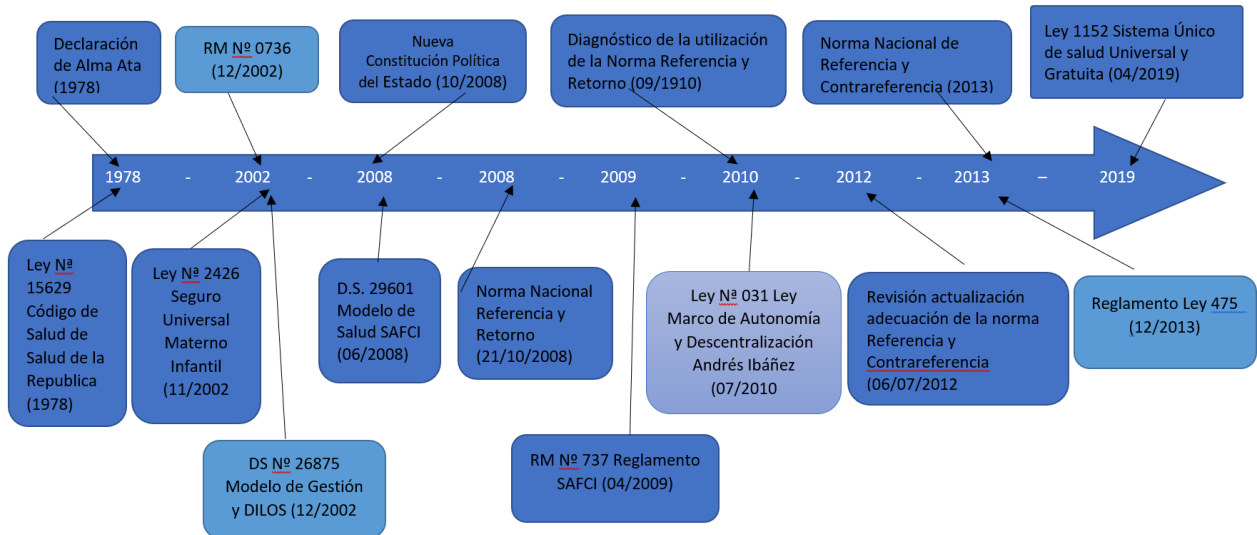 Declaración
de Alma Ata
(1978)
RM Nº 0736
(12/2002)
Nueva
Constitución Política
del Estado (10/2008)
Diagnóstico de la utilización
de la Norma Referencia y
Retorno (09/1910)
Norma Nacional de
Referencia y
Contrareferencia (2013)
Ley 1152 Sistema Único
de salud Universal y
Gratuita (04/2019)
1978 - 2002 - 2008 - 2008 - 2009 - 2010 - 2012 - 2013 -- 2019
Ley Nª
15629
Código de
Salud de
Salud de la
Republica
(1978)
Ley Nª 2426
Seguro
Universal
Materno
Infantil
(11/2002
DS Nº 26875
Modelo de Gestión
y DILOS (12/2002
D.S. 29601
Modelo de
Salud SAFCI
(06/2008)
Norma Nacional
Referencia y
Retorno
(21/10/2008)
RM Nº 737 Reglamento
SAFCI (04/2009)
Ley Nª 031 Ley
Marco de Autonomía
y Descentralización
Andrés Ibáñez
(07/2010
Revisión actualización
adecuación de la norma
Referencia y
Contrareferencia
(06/07/2012
Reglamento Ley 475
(12/2013)